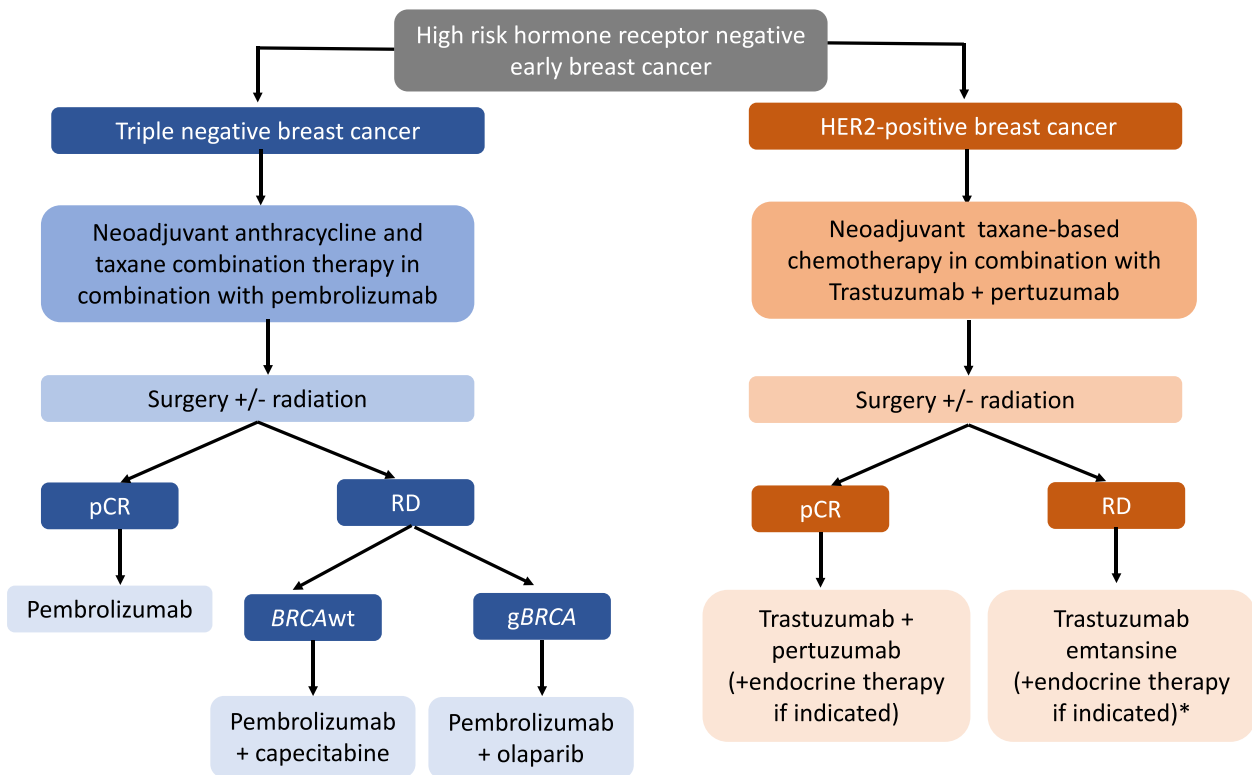 High risk hormone receptor negative
early breast cancer
Triple negative breast cancer
HER2-positive breast cancer
Neoadjuvant anthracycline and
taxane combination therapy in
combination with pembrolizumab
Neoadjuvant  taxane-based
chemotherapy in combination with
Trastuzumab + pertuzumab
Surgery +/- radiation
Surgery +/- radiation
pCR
RD
pCR
RD
Pembrolizumab
BRCAwt
gBRCA
Trastuzumab +
pertuzumab
(+endocrine therapy
if indicated)
Trastuzumab
emtansine
(+endocrine therapy
if indicated)*
Pembrolizumab
+ capecitabine
Pembrolizumab
+ olaparib